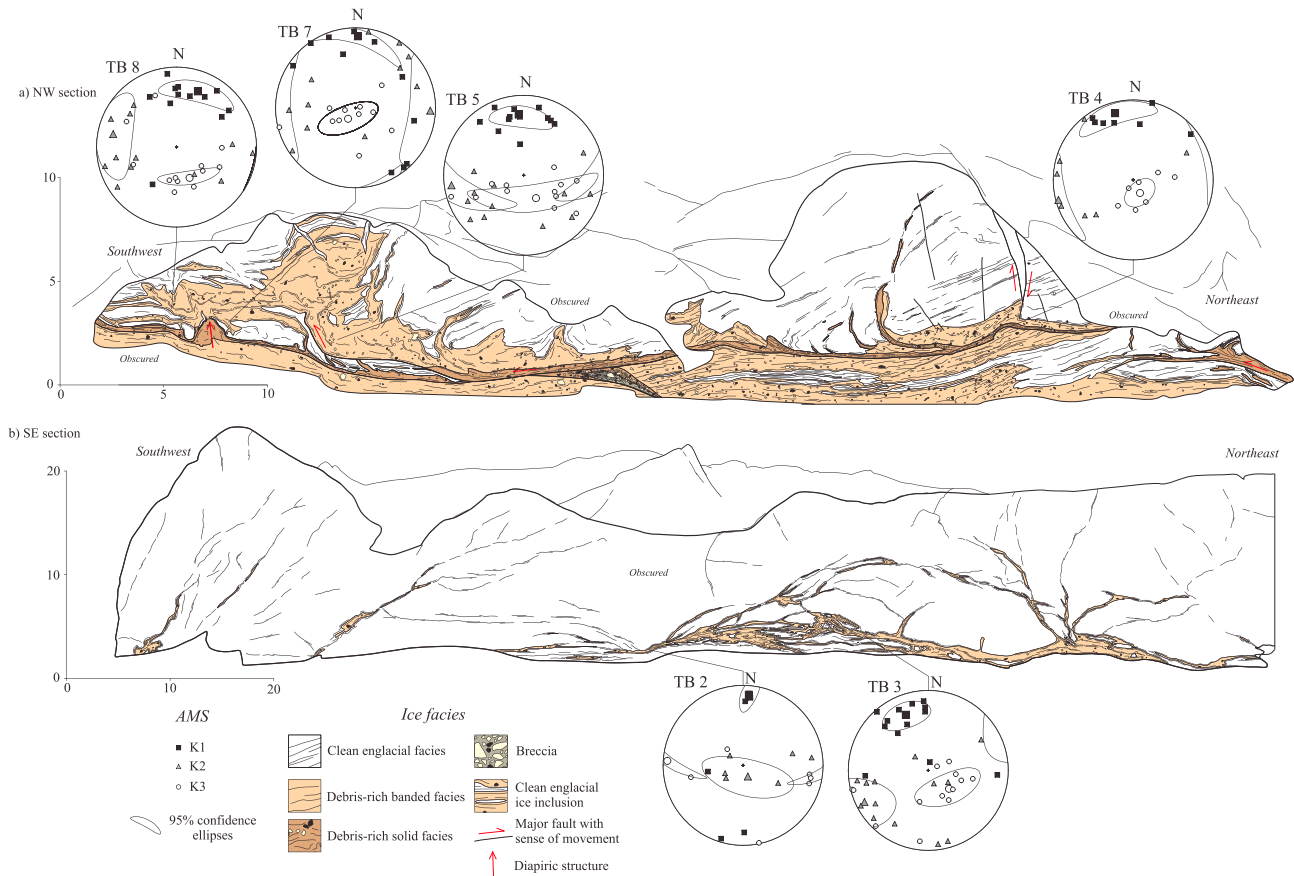 N
TB 7
N
TB 8
N
TB 5
N
TB 4
a) NW section
10
5
0
Southwest
Obscured
Obscured
Obscured
Northeast
0
5
10
b) SE section
Southwest
Northeast
20
10
0
Obscured
0
10
20
TB 2
N
TB 3
N
AMS
K1
K2
K3
95% confidence
ellipses
Ice facies
Clean englacial facies
Debris-rich banded facies
Debris-rich solid facies
Breccia
Clean englacial
ice inclusion
Major fault with
sense of movement
Diapiric structure